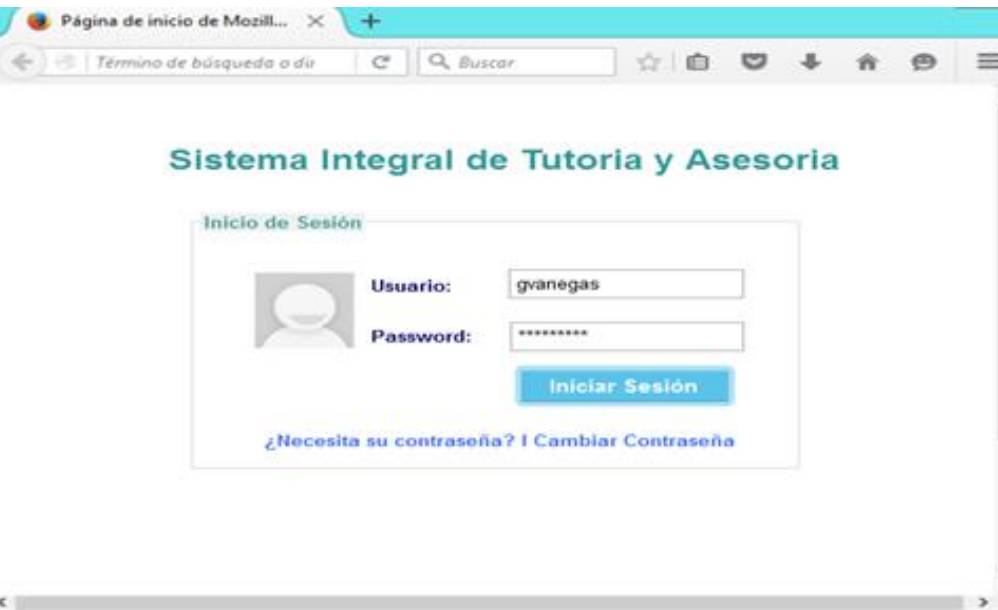 Página de inicio de Mozill...
Término de búsqueda o dir
Buscar
Sistema Integral de Tutoria y Asesoria
Inicio de Sesión
Usuario: gvanegas
Password: *********
Iniciar Sesión
¿Necesita su contraseña? I Cambiar Contraseña